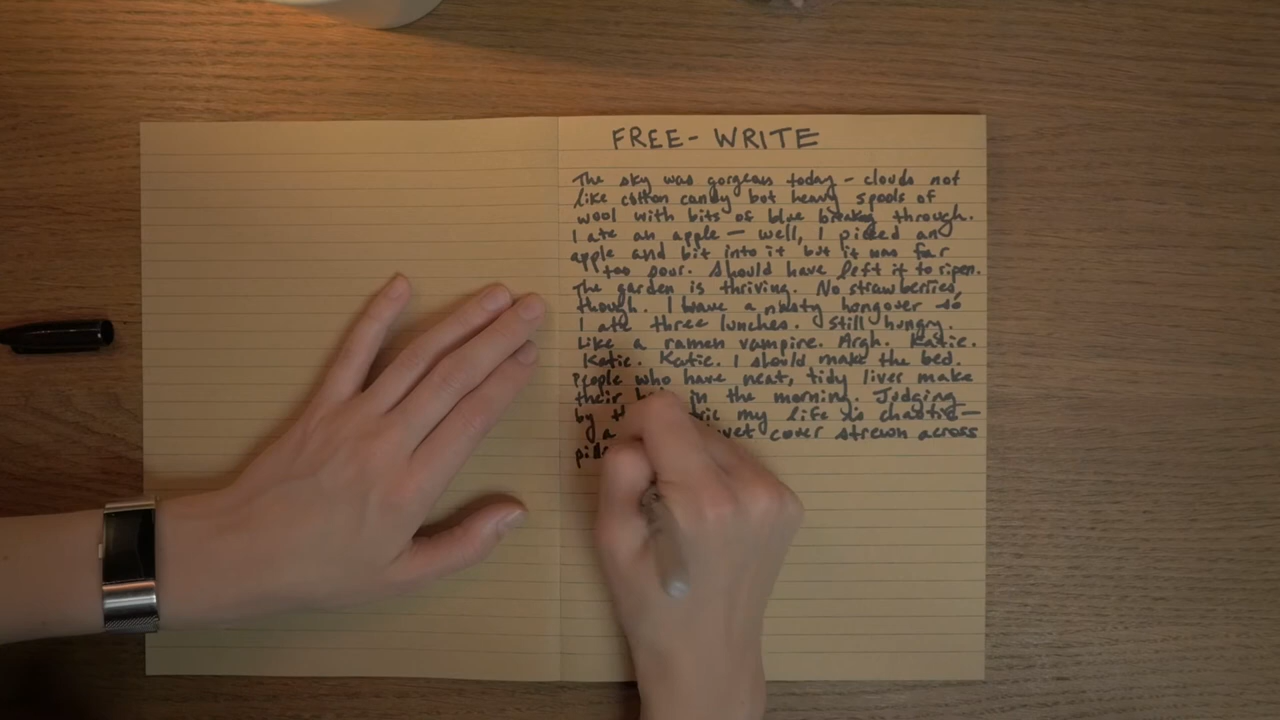 FREE-WRITE
The sky was gorgeous today - clouds not
like cotton candy but heavy spools of
wool with bits of blue breaking through.
I ate an apple — well, I picked an
apple and bit into it but it was far
too sour. Should have left it to ripen.
The garden is thriving. No strawberries,
though. I have a nasty hangover so
I ate three lunches. Still hungry.
Like a ramen vampire. Argh. Katie.
Katie. Katie. I should make the bed.
People who have neat, tidy lives make
their in the morning. Judging
by my life is chaotic—
a cover strewn across